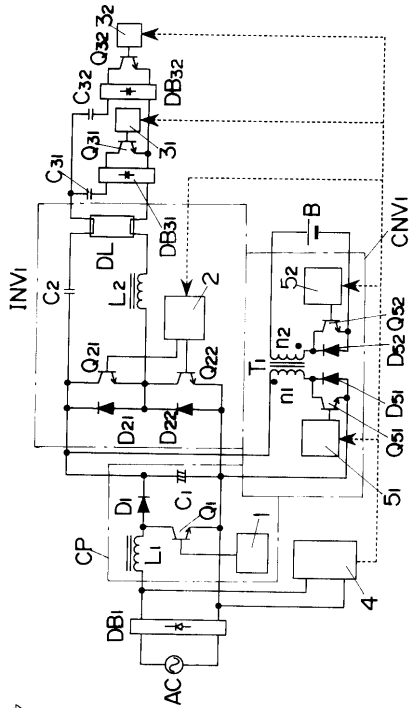 INV1
C2
DL
L2
C31
C32
Q31
Q32
31
32
DB31
DB32
Q21
Q22
D21
D22
2
CP
L1
D1
C1
Q1
1
DB1
AC
4
T1
n1
n2
B
51
52
Q51
D51
D52
Q52
CNV1